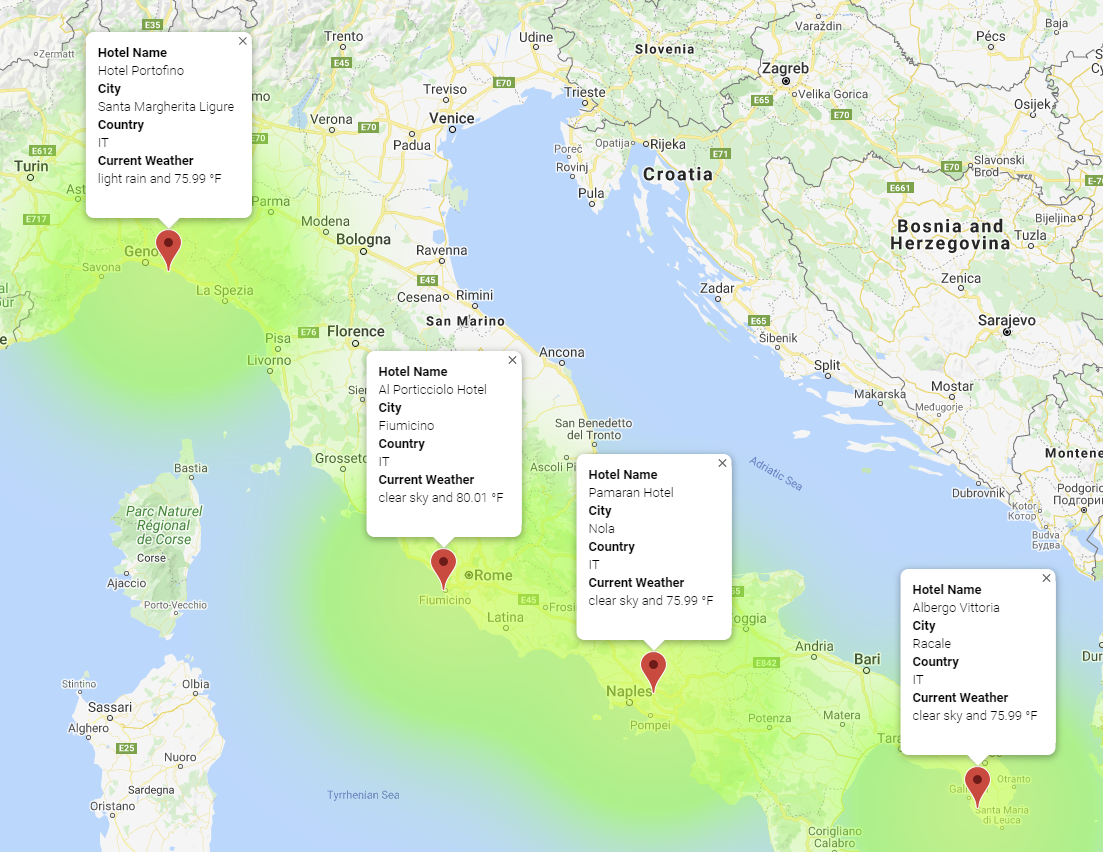 Hotel Name
Hotel Portofino
City
Santa Margherita Ligure
Country
IT
Current Weather
light rain and 75.99 °F
Hotel Name
Al Porticciolo Hotel
City
Fiumicino
Country
IT
Current Weather
clear sky and 80.01 °F
Hotel Name
Pamaran Hotel
City
Nola
Country
IT
Current Weather
clear sky and 75.99 °F
Hotel Name
Albergo Vittoria
City
Racale
Country
IT
Current Weather
clear sky and 75.99 °F
E35
Zermatt
Trento
E45
Udine
Slovenia
Varaždin
Baja
Pécs
Zagreb
Treviso
E70
Trieste
E65
Velika Gorica
E70
Osijek
Verona
E70
Venice
Padua
E612
Turin
E70
Poreč
Opatija
Rijeka
Rovinj
E71
Pula
Croatia
E70
Slavonski
Brod
E661
E717
Parma
Modena
Bologna
Ravenna
Bosnia and
Herzegovina
Bijeljina
Tuzla
Savona
La Spezia
E45
Cesena
Rimini
Zadar
Zenica
San Marino
E65
Sarajevo
Pisa
E76
Florence
Šibenik
Livorno
Ancona
Split
Mostar
Makarska
Međugorje
San Benedetto
del Tronto
Grosseto
Bastia
Adriatic Sea
Dubrovnik
Parc Naturel
Régional
de Corse
Corse
Kotor
Котор
Budva
Будва
Ajaccio
Rome
Porto-Vecchio
Fiumicino
E45
Latina
Andria
Bari
E842
Stintino
Olbia
Naples
Sassari
Pompei
Potenza
Matera
Alghero
E25
Nuoro
Sardegna
Oristano
Tyrrhenian Sea
Otranto
Santa Maria
di Leuca
Corigliano
Calabro